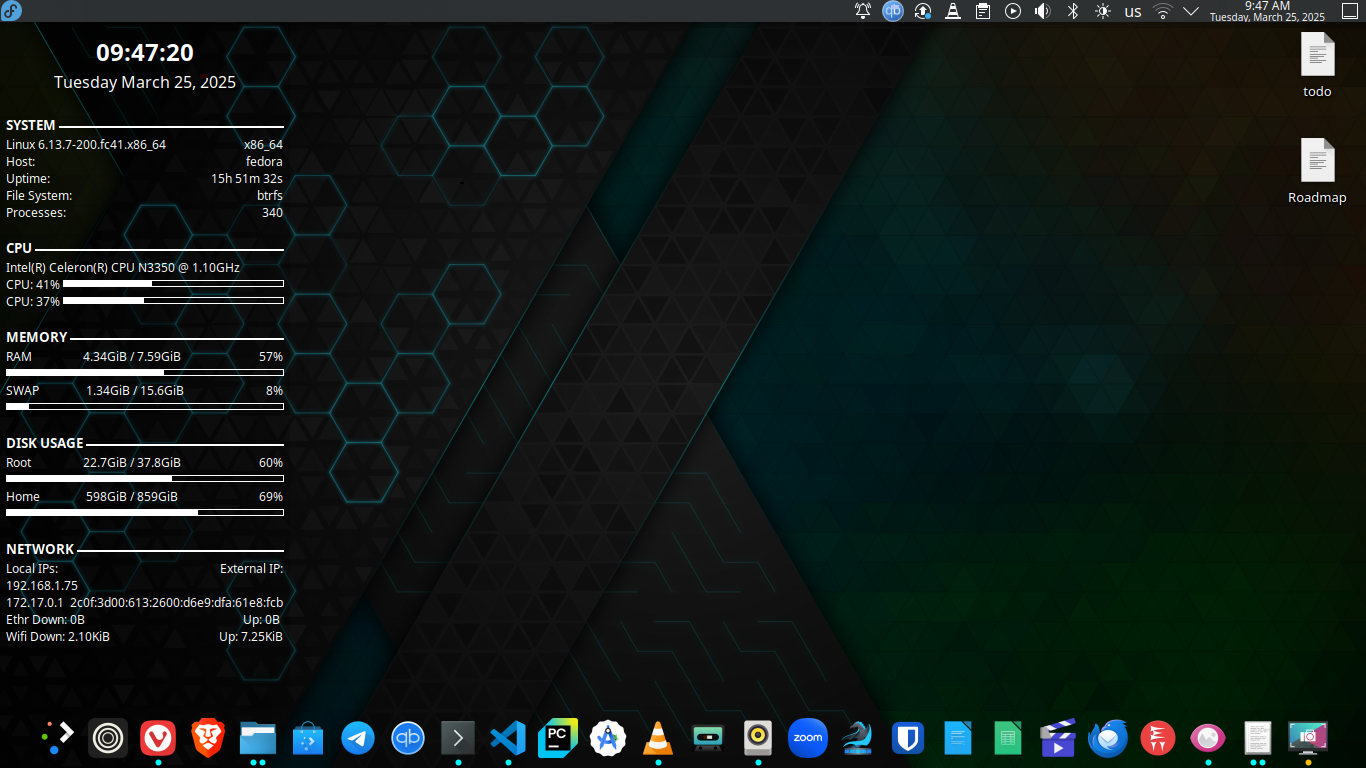 qb
us
9:47 AM
Tuesday, March 25, 2025
09:47:20
Tuesday March 25, 2025
todo
Roadmap
SYSTEM
Linux 6.13.7-200.fc41.x86_64 x86_64
Host: fedora
Uptime: 15h 51m 32s
File System: btrfs
Processes: 340
CPU
Intel(R) Celeron(R) CPU N3350 @ 1.10GHz
CPU: 41%
CPU: 37%
MEMORY
RAM 4.34GiB / 7.59GiB 57%
SWAP 1.34GiB / 15.6GiB 8%
DISK USAGE
Root 22.7GiB / 37.8GiB 60%
Home 598GiB / 859GiB 69%
NETWORK
Local IPs: External IP:
192.168.1.75
172.17.0.1 2c0f:3d00:613:2600:d6e9:dfa:61e8:fcb
Ethr Down: 0B Up: 0B
Wifi Down: 2.10KiB Up: 7.25KiB
qb
PC
zoom